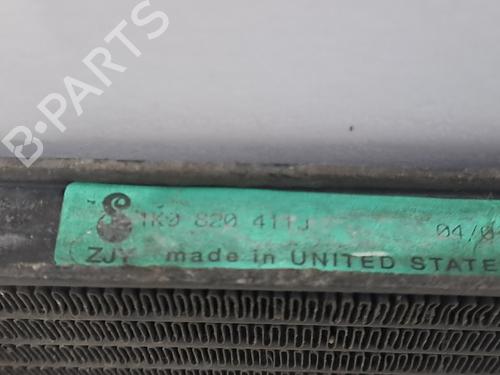 B-PARTS
1K0 820 411J 04/0
ZJY made in UNITED STATE